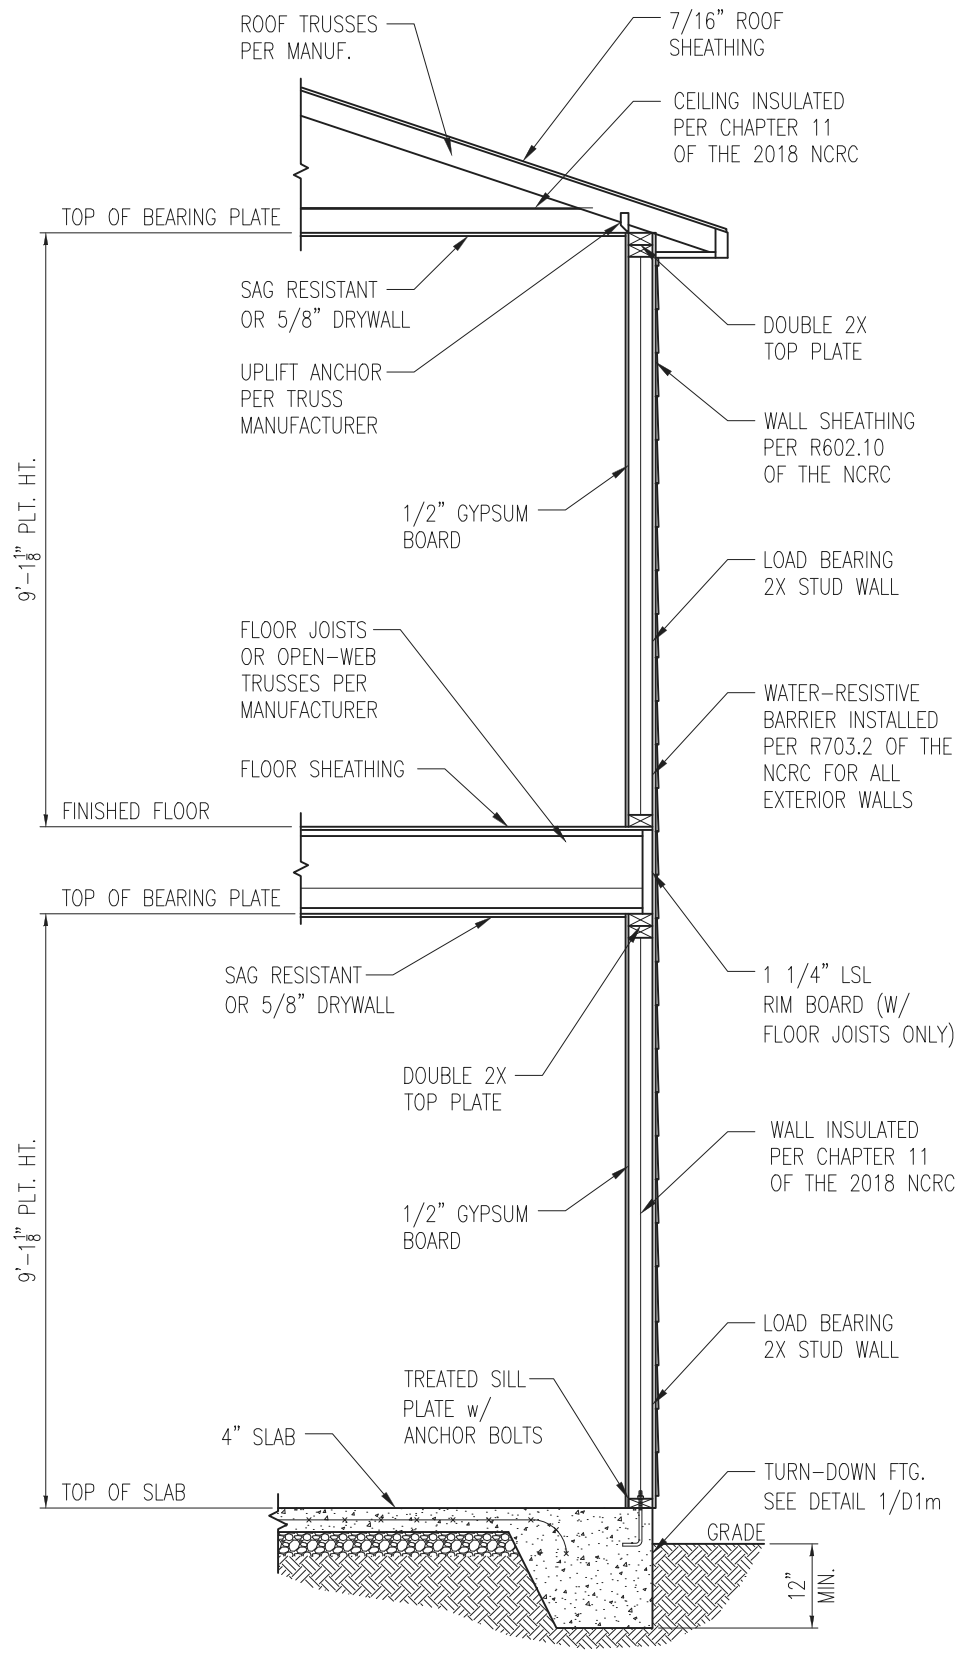 ROOF TRUSSES
PER MANUF.
7/16” ROOF
SHEATHING
CEILING INSULATED
PER CHAPTER 11
OF THE 2018 NCRC
TOP OF BEARING PLATE
SAG RESISTANT
OR 5/8” DRYWALL
DOUBLE 2X
TOP PLATE
UPLIFT ANCHOR
PER TRUSS
MANUFACTURER
WALL SHEATHING
PER R602.10
OF THE NCRC
9'-1 1/8” PLT. HT.
1/2” GYPSUM
BOARD
LOAD BEARING
2X STUD WALL
FLOOR JOISTS
OR OPEN-WEB
TRUSSES PER
MANUFACTURER
WATER-RESISTIVE
BARRIER INSTALLED
PER R703.2 OF THE
NCRC FOR ALL
EXTERIOR WALLS
FLOOR SHEATHING
FINISHED FLOOR
TOP OF BEARING PLATE
SAG RESISTANT
OR 5/8” DRYWALL
1 1/4” LSL
RIM BOARD (W/
FLOOR JOISTS ONLY)
DOUBLE 2X
TOP PLATE
WALL INSULATED
PER CHAPTER 11
OF THE 2018 NCRC
9'-1 1/8” PLT. HT.
1/2” GYPSUM
BOARD
LOAD BEARING
2X STUD WALL
TREATED SILL
PLATE w/
ANCHOR BOLTS
4” SLAB
TOP OF SLAB
TURN-DOWN FTG.
SEE DETAIL 1/D1m
GRADE
12”
MIN.